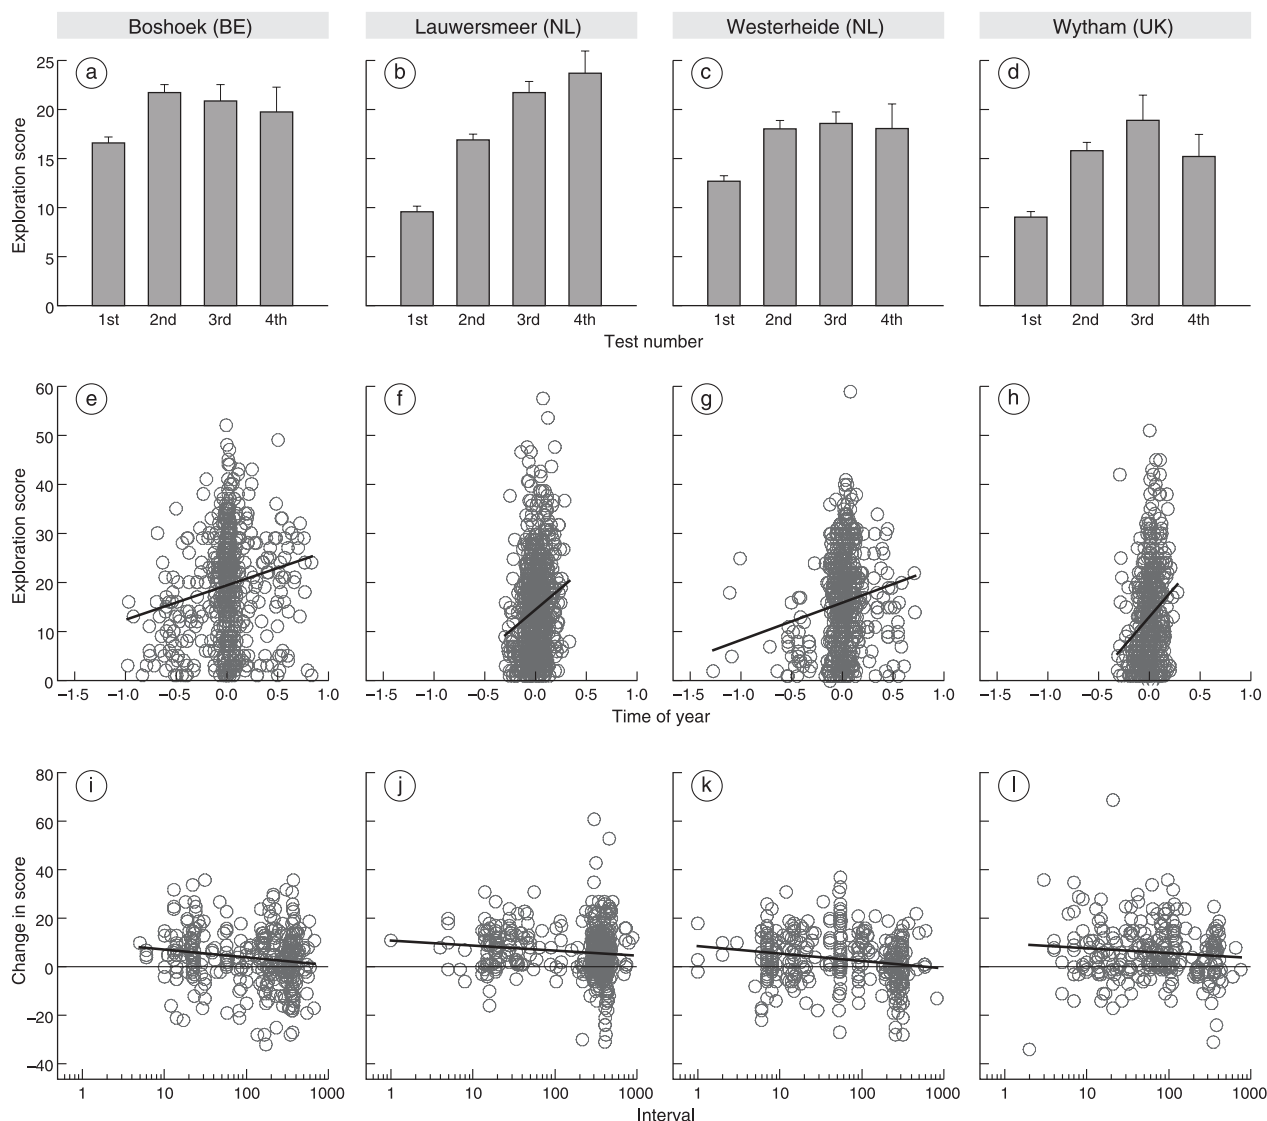 Boshoek (BE) Lauwersmeer (NL) Westerheide (NL) Wytham (UK)
a b c d
Exploration score
25
20
15
10
5
0
1st 2nd 3rd 4th 1st 2nd 3rd 4th 1st 2nd 3rd 4th 1st 2nd 3rd 4th
Test number
e f g h
Exploration score
60
50
40
30
20
10
0
–1·5 –1·0 –0·5 0·0 0·5 1·0 –1·5 –1·0 –0·5 0·0 0·5 1·0 –1·5 –1·0 –0·5 0·0 0·5 1·0 –1·5 –1·0 –0·5 0·0 0·5 1·0
Time of year
i j k l
Change in score
80
60
40
20
0
–20
–40
1 10 100 1000 1 10 100 1000 1 10 100 1000 1 10 100 1000
Interval